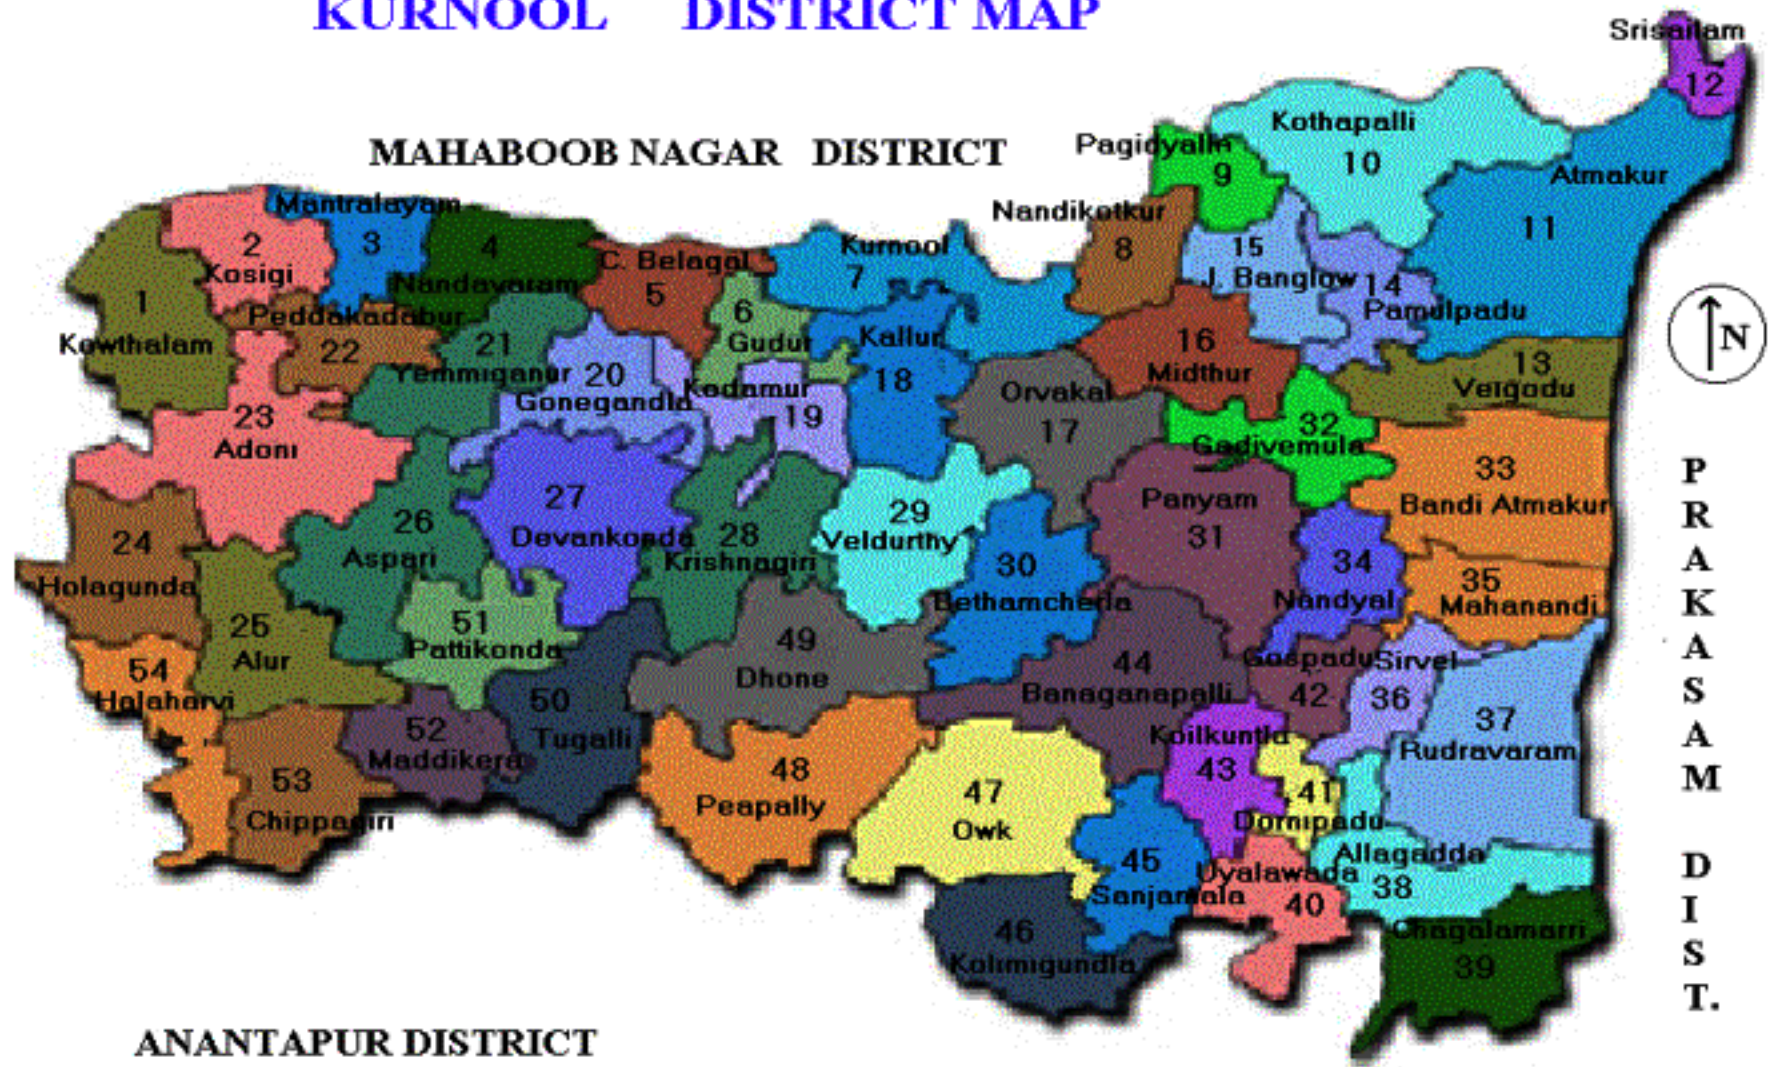 KURNOOL DISTRICT MAP
Srisailam
12
MAHABOOB NAGAR DISTRICT
Kothapalli
10
Pagidyalm
9
Atmakur
11
Nandikotkur
8
Mantralayam
3
2
Kosigi
4
Nandavaram
C. Belagal
5
Kurnool
7
15
J. Banglow
14
Pamulpadu
1
Kowthalam
Peddakadabur
22
21
Yemmiganur
20
Gonegandla
6
Gudur
Kodamur
19
Kallur
18
16
Midthur
Orvakal
17
13
Velgodu
N
23
Adoni
32
Gadivemula
33
Bandi Atmakur
24
Holagunda
26
Aspari
27
Devankonda
28
Krishnagiri
29
Veldurthy
30
Bethamcherla
Panyam
31
34
Nandyal
35
Mahanandi
25
Alur
51
Pattikonda
49
Dhone
44
Banaganapalli
Gospadu
42
Sirvel
36
37
Rudravaram
54
Holaharvi
52
Maddikera
50
Tugalli
53
Chippagiri
48
Peapally
47
Owk
Koilkuntla
43
41
Dornipadu
45
Sanjamala
Uyalawada
40
Allagadda
38
46
Kolimigundla
Chagalamarri
39
PRAKASAM DIST.
ANANTAPUR DISTRICT